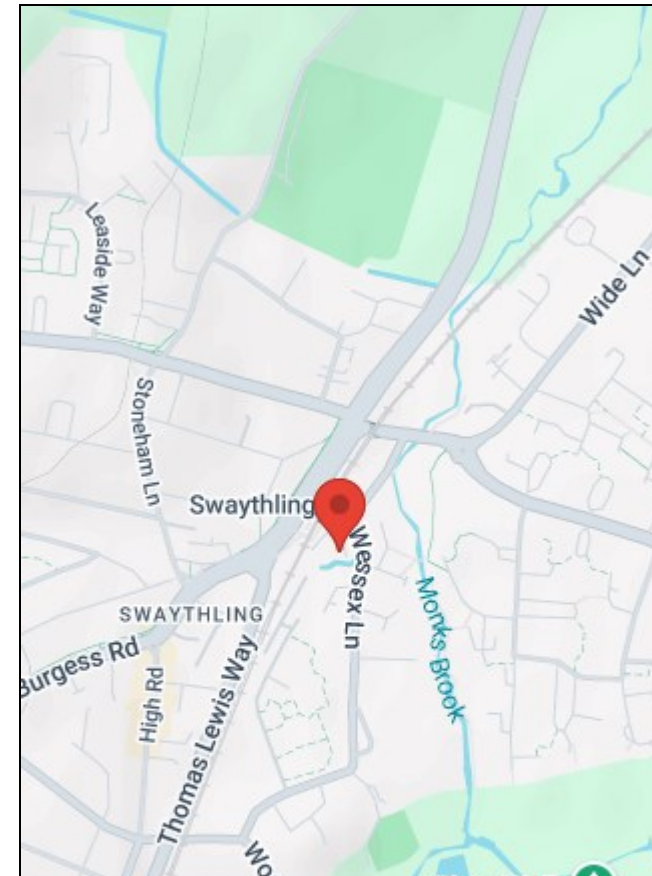 Leaside Way
Wide Ln
Stoneham Ln
Swaythling
Wessex Ln
SWAYTHLING
Monks Brook
Burgess Rd
High Rd
Thomas Lewis Way
Wo